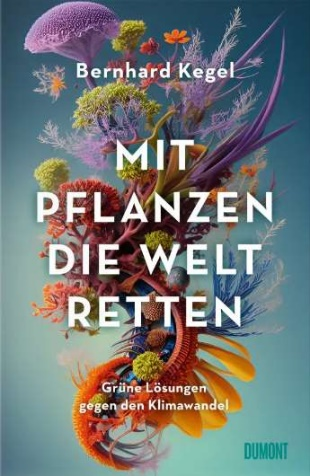 Bernhard Kegel
MIT
PFLANZEN
DIE WELT
RETTEN
Grüne Lösungen
gegen den Klimawandel
DUMONT